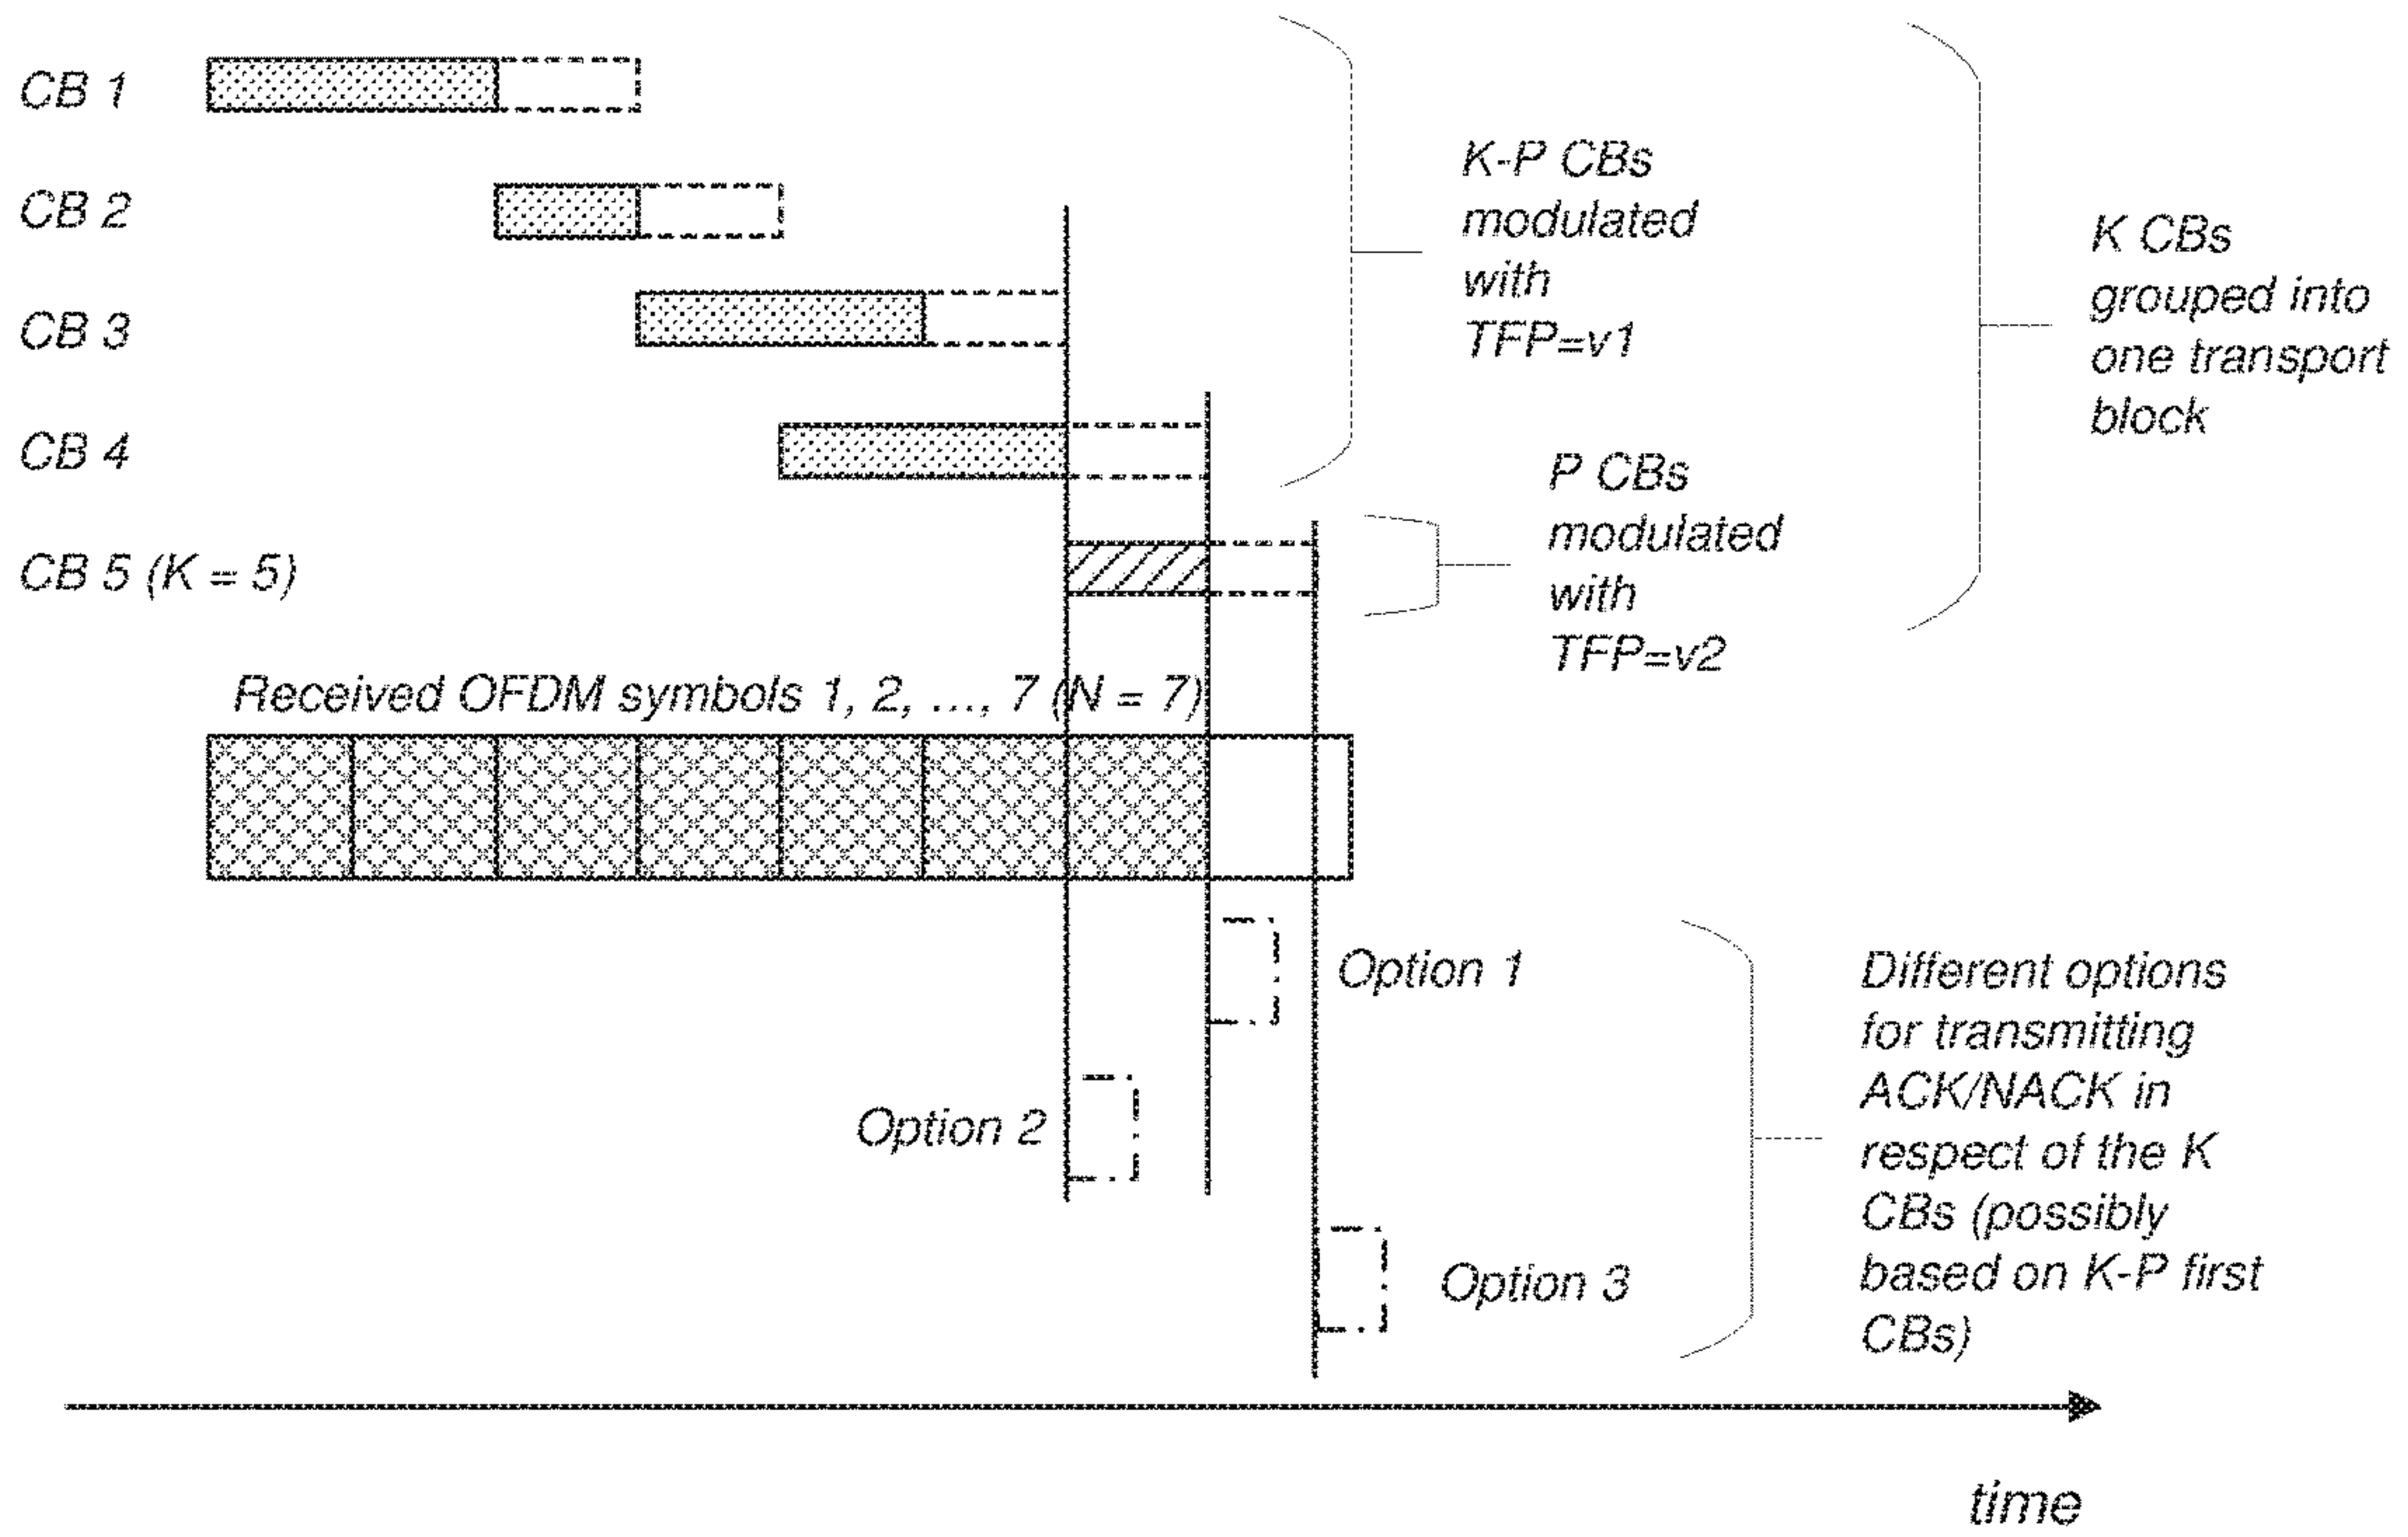 CB 1
CB 2
CB 3
CB 4
CB 5 (K = 5)
K-P CBs
modulated
with
TFP=v1
P CBs
modulated
with
TFP=v2
K CBs
grouped into
one transport
block
Received OFDM symbols 1, 2, ..., 7 (N = 7)
Option 1
Option 2
Option 3
Different options
for transmitting
ACK/NACK in
respect of the K
CBs (possibly
based on K-P first
CBs)
time